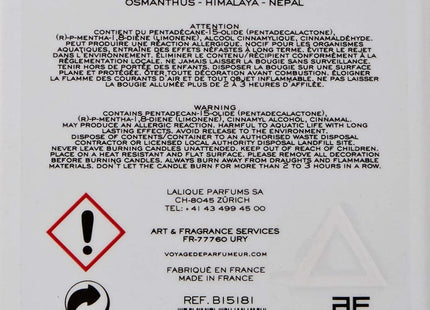 OSMANTHUS - HIMALAYA - NEPAL
ATTENTION
CONTIENT DU PENTADÉCANE-15-OLIDE (PENTADECALACTONE),
(R)-P-MENTHA-1,8-DIÈNE (LIMONENE), ALCOOL CINNAMYLIQUE, CINNAMALDÉHYDE.
PEUT PRODUIRE UNE RÉACTION ALLERGIQUE. NOCIF POUR LES ORGANISMES
AQUATIQUES, ENTRAÎNE DES EFFETS NÉFASTES À LONG TERME. ÉVITER LE REJET
DANS L'ENVIRONNEMENT. ÉLIMINER LE CONTENU/RÉCIPIENT CONFORMÉMENT À LA
RÉGLEMENTATION LOCALE. NE JAMAIS LAISSER LA BOUGIE SANS SURVEILLANCE.
TENIR HORS DE PORTÉE DES ENFANTS. DISPOSER LA BOUGIE SUR UNE SURFACE
PLANE ET PROTÉGÉE. ÔTER TOUTE DÉCORATION AVANT COMBUSTION. ÉLOIGNER
LA FLAMME DES COURANTS D'AIR ET DE TOUT OBJET INFLAMMABLE. NE PAS LAISSER
LA BOUGIE ALLUMÉE PLUS DE 2 À 3 HEURES D'AFFILÉE.
WARNING
CONTAINS PENTADECAN-15-OLIDE (PENTADECALACTONE),
(R)-P-MENTHA-1,8-DIENE (LIMONENE), CINNAMYL ALCOHOL, CINNAMAL.
MAY PRODUCE AN ALLERGIC REACTION. HARMFUL TO AQUATIC LIFE WITH LONG
LASTING EFFECTS. AVOID RELEASE TO THE ENVIRONMENT.
DISPOSE OF CONTENTS/CONTAINER TO AN AUTHORISED WASTE DISPOSAL
CONTRACTOR OR LICENSED LOCAL AUTHORITY DISPOSAL LANDFILL SITE.
NEVER LEAVE BURNING CANDLES UNATTENDED. KEEP OUT OF REACH OF CHILDREN.
PLACE ON A HEAT RESISTANT AND FLAT SURFACE. PLEASE REMOVE ALL DECORATION
BEFORE BURNING CANDLES. ALWAYS BURN AWAY FROM DRAUGHTS AND FLAMMABLE
MATERIALS. DON'T LET THE CANDLE BURN FOR MORE THAN 2 TO 3 HOURS IN A ROW.
LALIQUE PARFUMS SA
CH-8045 ZÜRICH
TEL.: + 41 43 499 45 00
ART & FRAGRANCE SERVICES
FR-77760 URY
VOYAGEDEPARFUMEUR.COM
FABRIQUÉ EN FRANCE
MADE IN FRANCE
REF. B15181